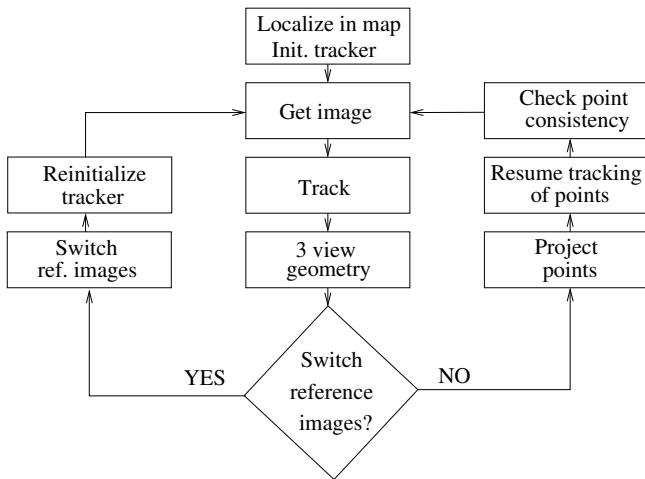 Localize in map
Init. tracker
Get image
Check point
consistency
Reinitialize
tracker
Track
Resume tracking
of points
Switch
ref. images
3 view
geometry
Project
points
YES
Switch
reference
images?
NO